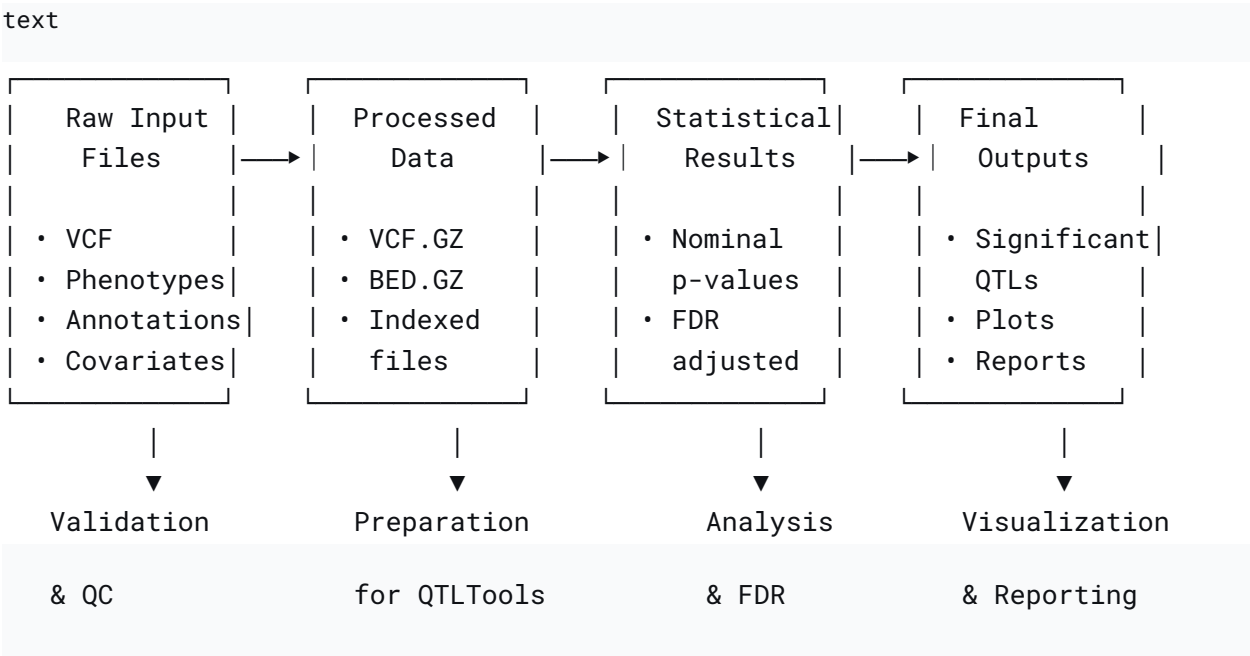 text
Raw Input Processed Statistical Final
Files Data Results Outputs
• VCF • VCF.GZ • Nominal • Significant
• Phenotypes • BED.GZ p-values QTLs
• Annotations • Indexed • FDR • Plots
• Covariates files adjusted • Reports
Validation Preparation Analysis Visualization
& QC for QTLTools & FDR & Reporting